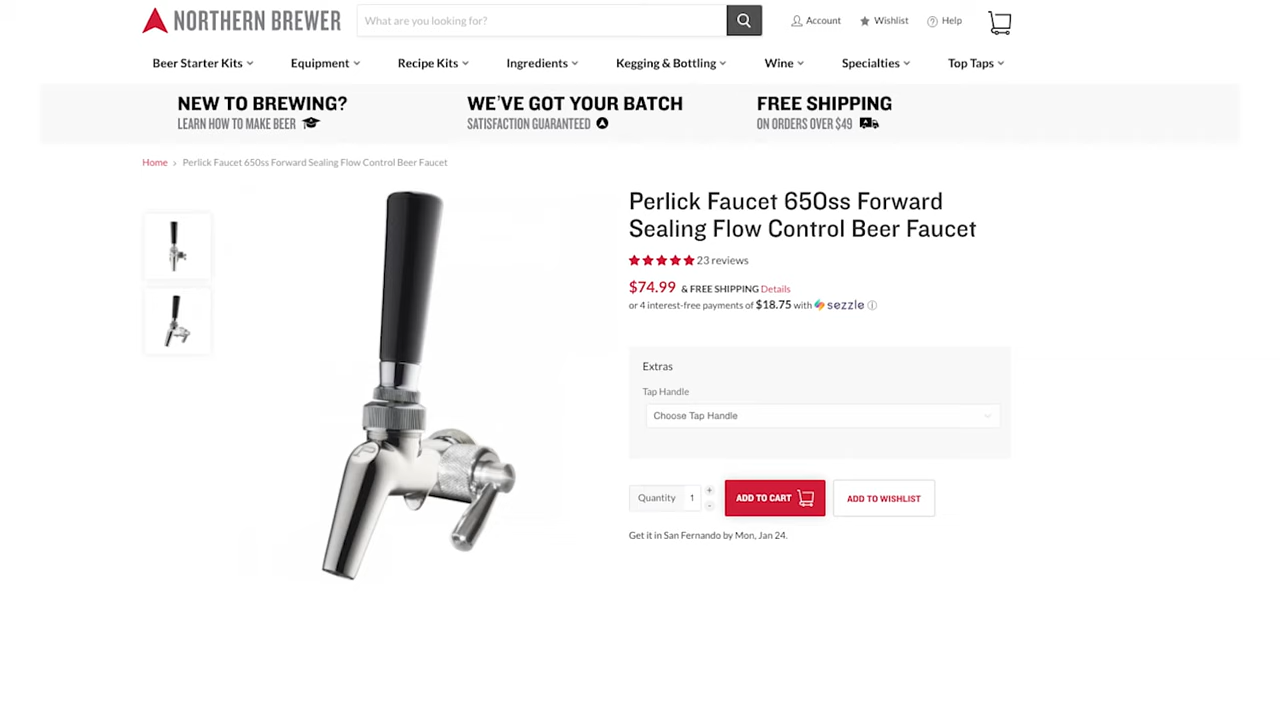 NORTHERN BREWER
What are you looking for?
Account
Wishlist
Help
Beer Starter Kits
Equipment
Recipe Kits
Ingredients
Kegging & Bottling
Wine
Specialties
Top Taps
NEW TO BREWING?
LEARN HOW TO MAKE BEER
WE'VE GOT YOUR BATCH
SATISFACTION GUARANTEED
FREE SHIPPING
ON ORDERS OVER $49
Home › Perlick Faucet 650ss Forward Sealing Flow Control Beer Faucet
Perlick Faucet 650ss Forward
Sealing Flow Control Beer Faucet
23 reviews
$74.99 & FREE SHIPPING Details
or 4 interest-free payments of $18.75 with sezzle
Extras
Tap Handle
Choose Tap Handle
Quantity 1 + -
ADD TO CART
ADD TO WISHLIST
Get it in San Fernando by Mon, Jan 24.